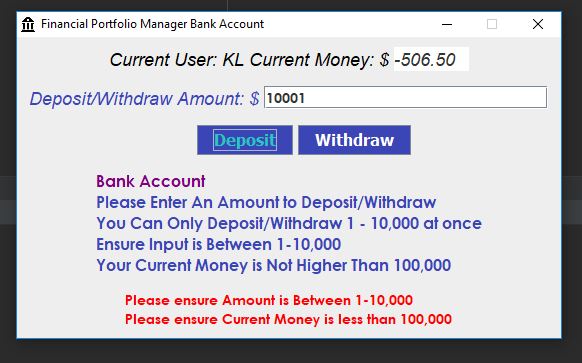 Financial Portfolio Manager Bank Account
Current User: KL Current Money: $ -506.50
Deposit/Withdraw Amount: $ 10001
Deposit Withdraw
Bank Account
Please Enter An Amount to Deposit/Withdraw
You Can Only Deposit/Withdraw 1 - 10,000 at once
Ensure Input is Between 1-10,000
Your Current Money is Not Higher Than 100,000
Please ensure Amount is Between 1-10,000
Please ensure Current Money is less than 100,000